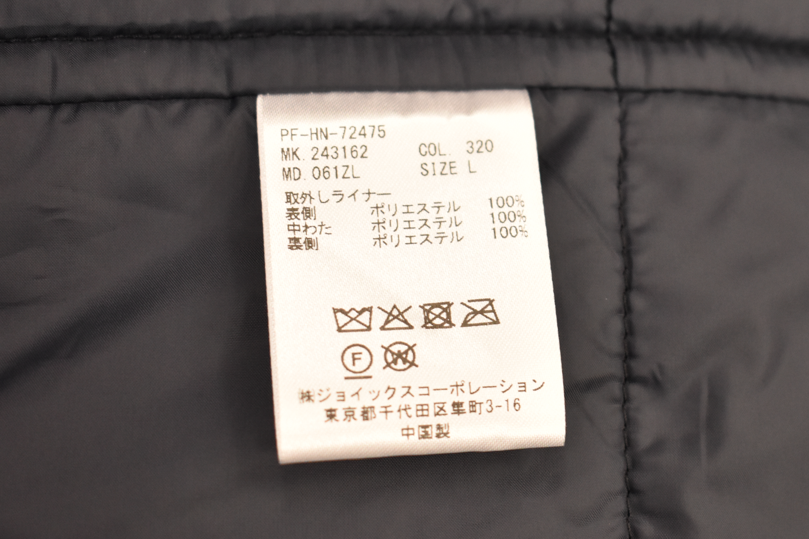 PF-HN-72475
MK.243162 COL. 320
MD.061ZL SIZE L
取外しライナー
表側 ポリエステル 100%
中わた ポリエステル 100%
裏側 ポリエステル 100%
F
W
㈱ジョイックスコーポレーション
東京都千代田区隼町3-16
中国製